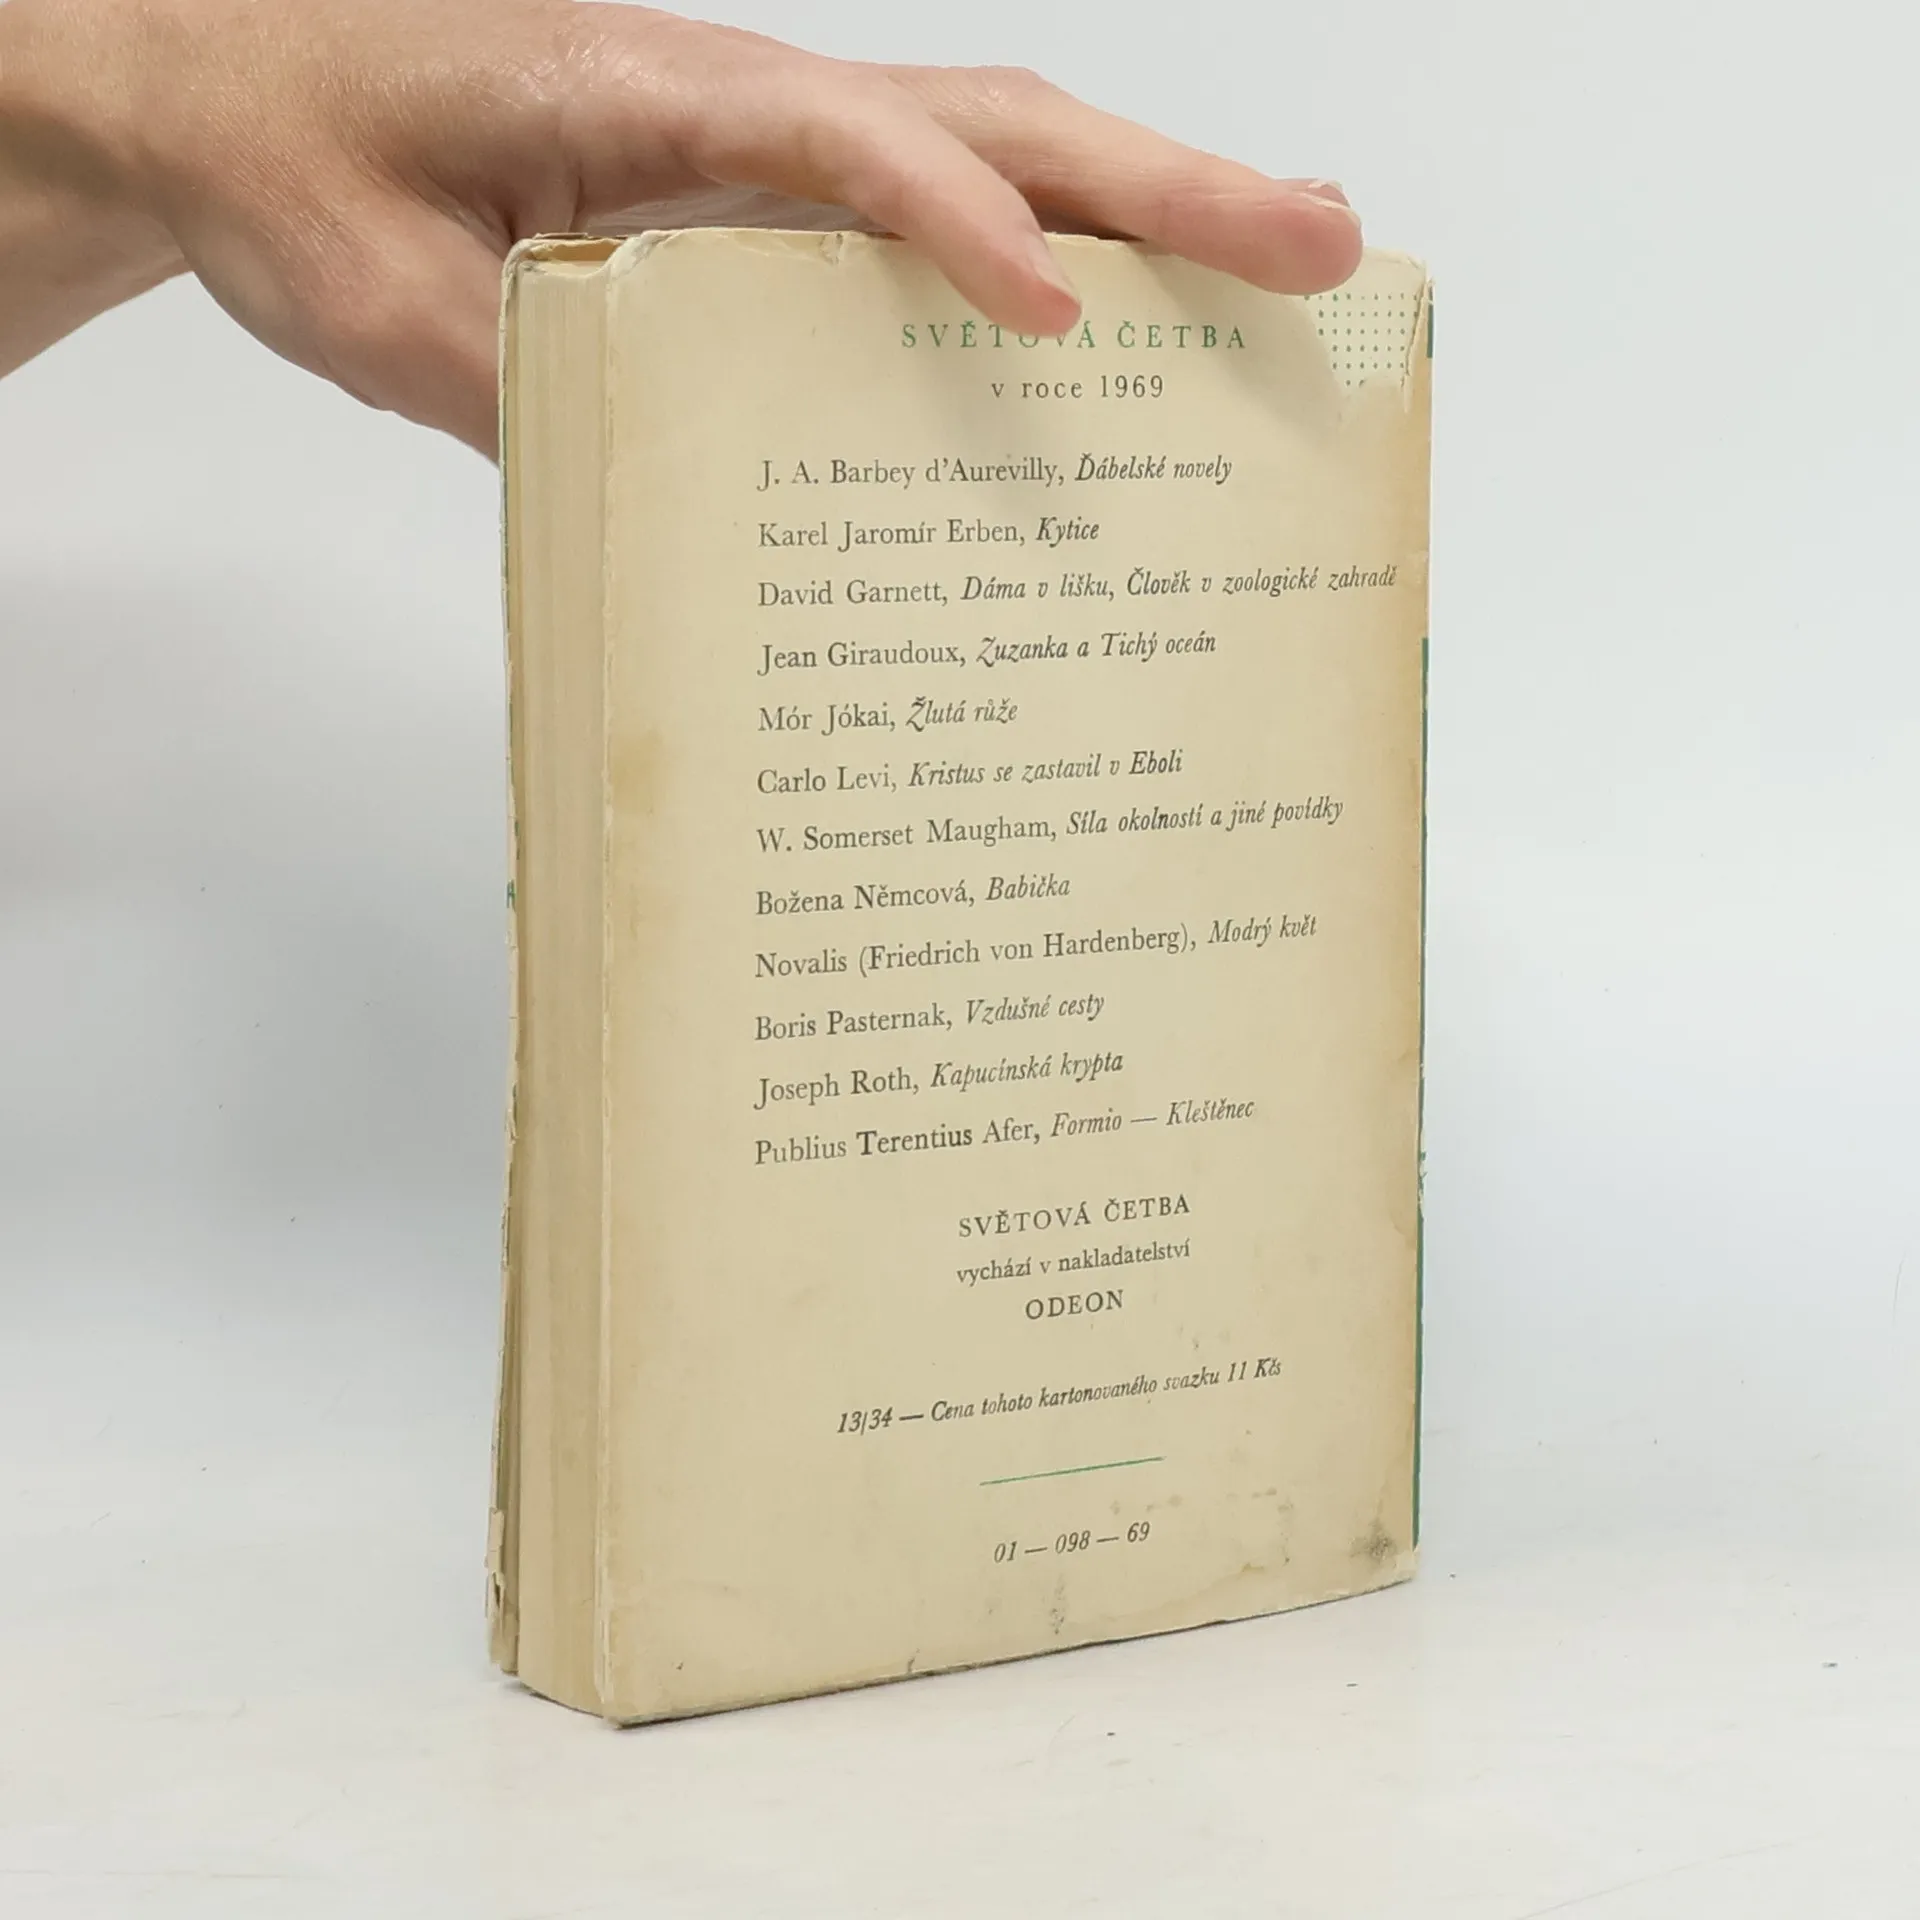 SVĚTOVÁ ČETBA
v roce 1969
J. A. Barbey d'Aurevilly, Ďábelské novely
Karel Jaromír Erben, Kytice
David Garnett, Dáma v lišku, Člověk v zoologické zahradě
Jean Giraudoux, Zuzanka a Tichý oceán
Mór Jókai, Žlutá růže
Carlo Levi, Kristus se zastavil v Eboli
W. Somerset Maugham, Síla okolností a jiné povídky
Božena Němcová, Babička
Novalis (Friedrich von Hardenberg), Modrý květ
Boris Pasternak, Vzdušné cesty
Joseph Roth, Kapucínská krypta
Publius Terentius Afer, Formio — Kleštěnec
SVĚTOVÁ ČETBA
vychází v nakladatelství
ODEON
13/34 — Cena tohoto kartonovaného svazku 11 Kčs
01 — 098 — 69